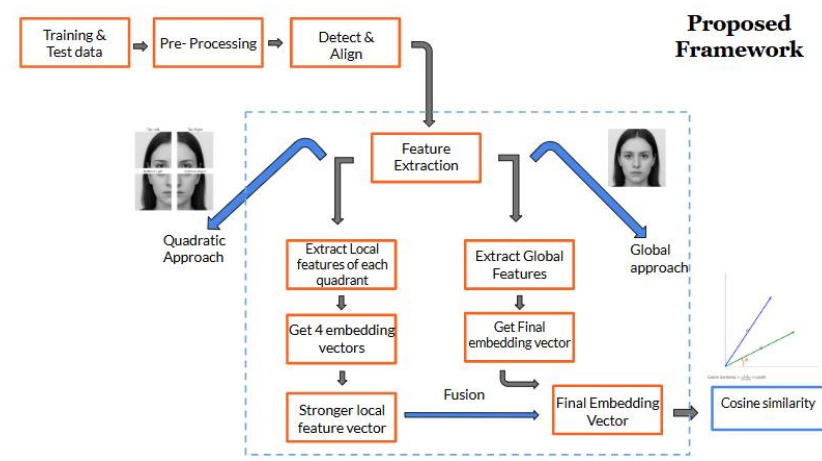 Proposed
Framework
Training &
Test data
Pre- Processing
Detect &
Align
Feature
Extraction
Quadratic
Approach
Global
approach
Extract Local
features of each
quadrant
Extract Global
Features
Get 4 embedding
vectors
Get Final
embedding vector
Stronger local
feature vector
Fusion
Final Embedding
Vector
Cosine similarity